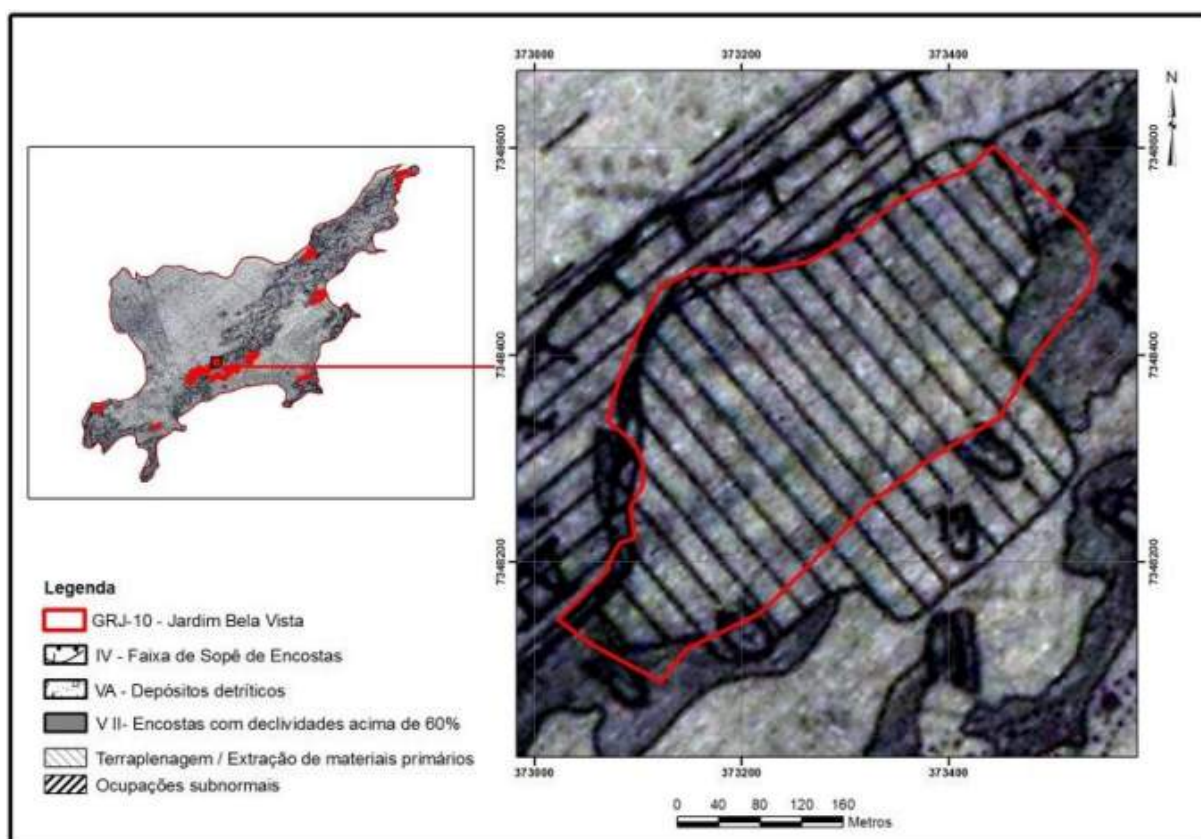 373000 373200 373400
N
7348600 7348600
7348400 7348400
7348200 7348200
373000 373200 373400
0 40 80 120 160
Metros
Legenda
GRJ-10 - Jardim Bela Vista
IV - Faixa de Sopé de Encostas
VA - Depósitos detríticos
V II- Encostas com declividades acima de 60%
Terraplenagem / Extração de materiais primários
Ocupações subnormais